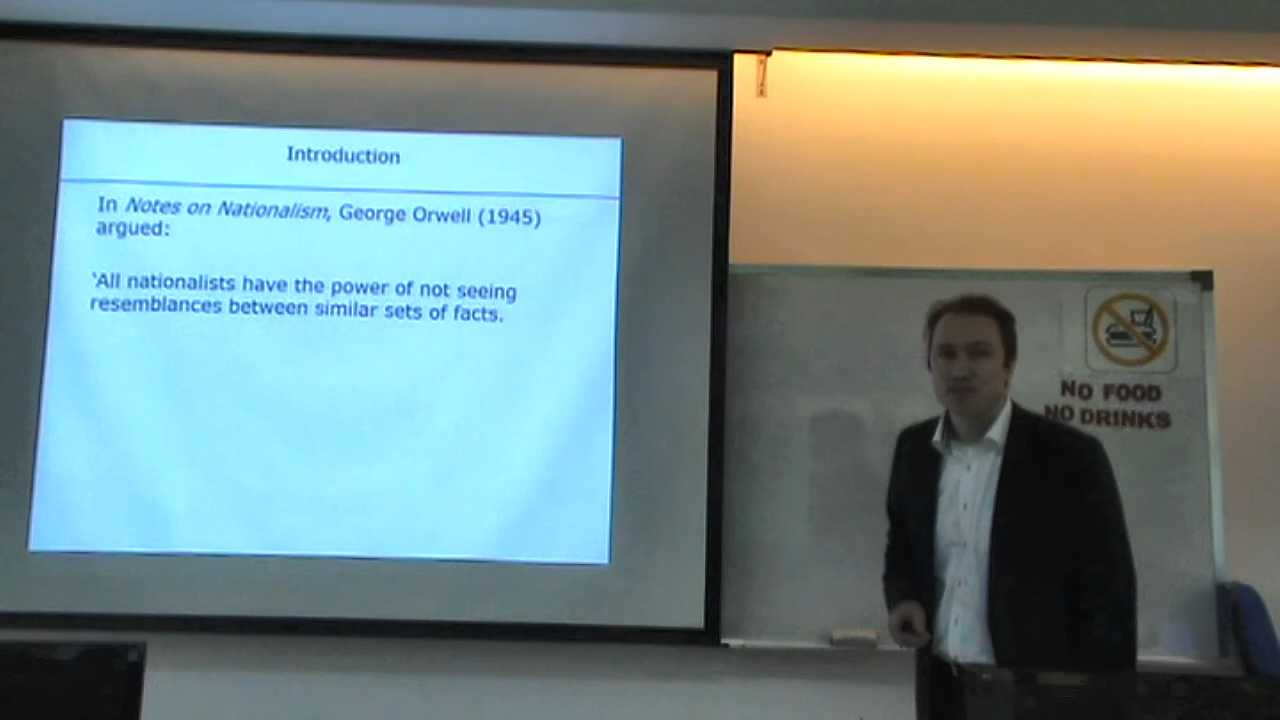 Introduction
In Notes on Nationalism, George Orwell (1945)
argued:
‘All nationalists have the power of not seeing
resemblances between similar sets of facts.
NO FOOD
NO DRINKS